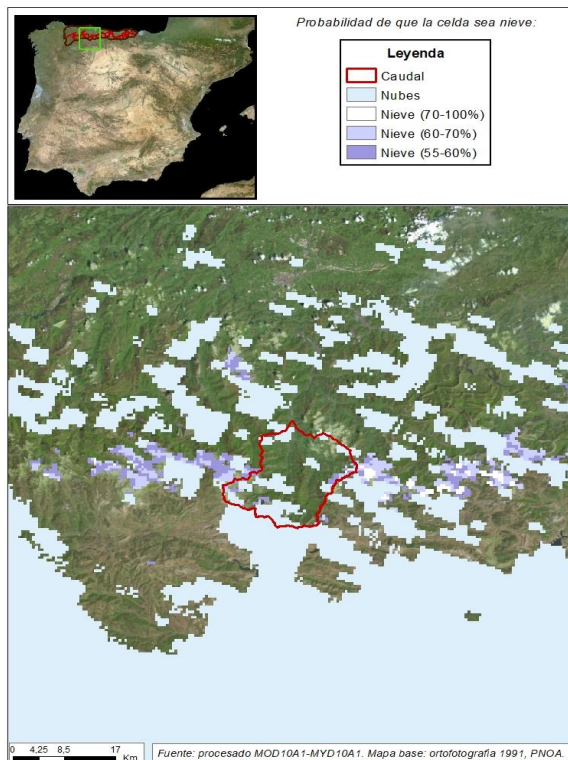 Probabilidad de que la celda sea nieve:
Leyenda
Caudal
Nubes
Nieve (70-100%)
Nieve (60-70%)
Nieve (55-60%)
0 4,25 8,5 17
Km
Fuente: procesado MOD10A1-MYD10A1. Mapa base: ortofotografía 1991, PNOA.